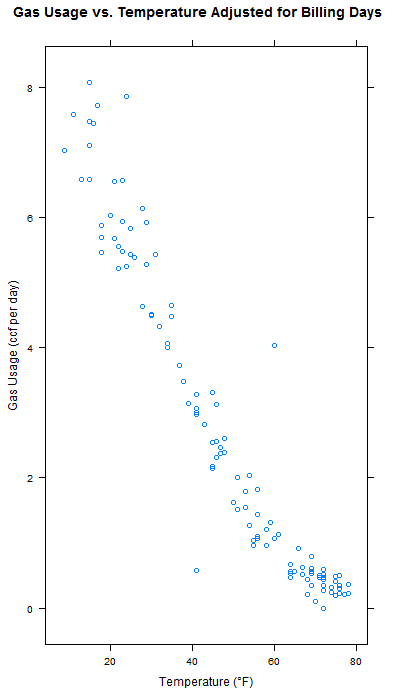 Gas Usage vs. Temperature Adjusted for Billing Days
8
6
4
2
0
Gas Usage (ccf per day)
20 40 60 80
Temperature (°F)